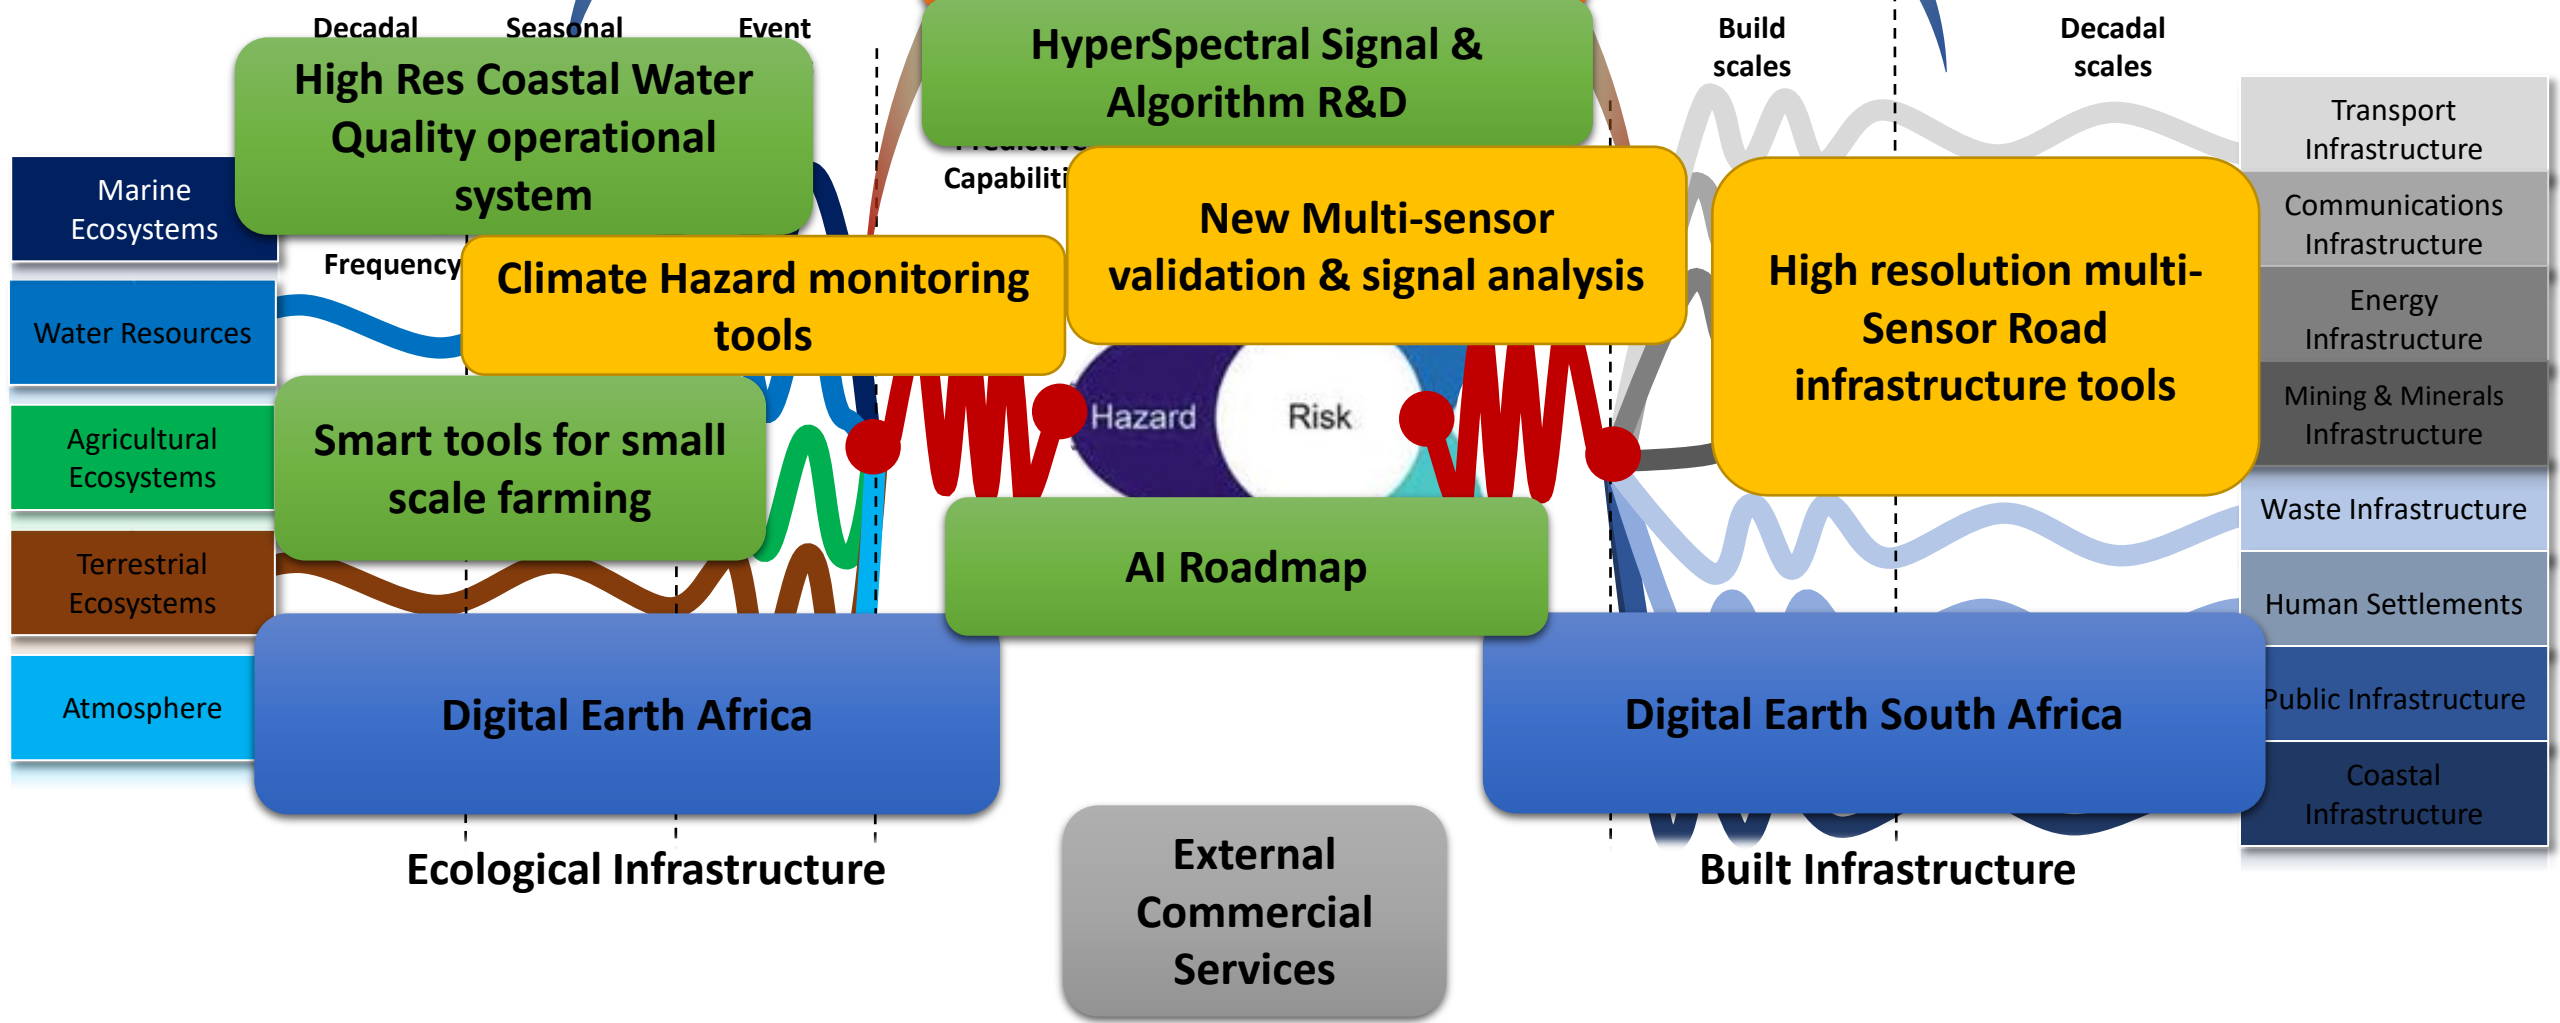 Decadal
Seasonal
Event
High Res Coastal Water
Quality operational
system
HyperSpectral Signal &
Algorithm R&D
Build
scales
Decadal
scales
Predictive
Frequency
Climate Hazard monitoring
tools
New Multi-sensor
validation & signal analysis
High resolution multi-
Sensor Road
infrastructure tools
Smart tools for small
scale farming
Hazard
Risk
AI Roadmap
Marine
Ecosystems
Water Resources
Agricultural
Ecosystems
Terrestrial
Ecosystems
Atmosphere
Transport
Infrastructure
Communications
Infrastructure
Energy
Infrastructure
Mining & Minerals
Infrastructure
Waste Infrastructure
Human Settlements
Public Infrastructure
Coastal
Infrastructure
Digital Earth Africa
Digital Earth South Africa
Ecological Infrastructure
Built Infrastructure
External
Commercial
Services